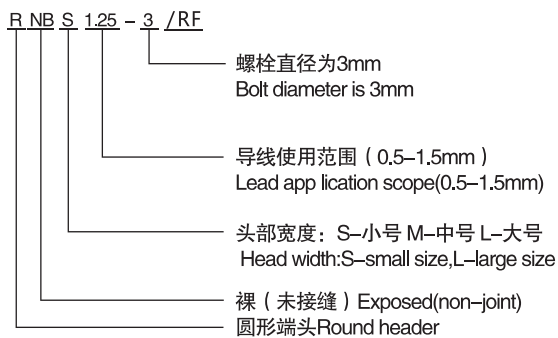 R NB S 1.25 - 3 /RF
螺栓直径为3mm
Bolt diameter is 3mm
导线使用范围（0.5–1.5mm）
Lead app lication scope(0.5–1.5mm)
头部宽度：S–小号 M–中号 L–大号
Head width:S–small size,L–large size
裸（未接缝）Exposed(non–joint)
圆形端头Round header